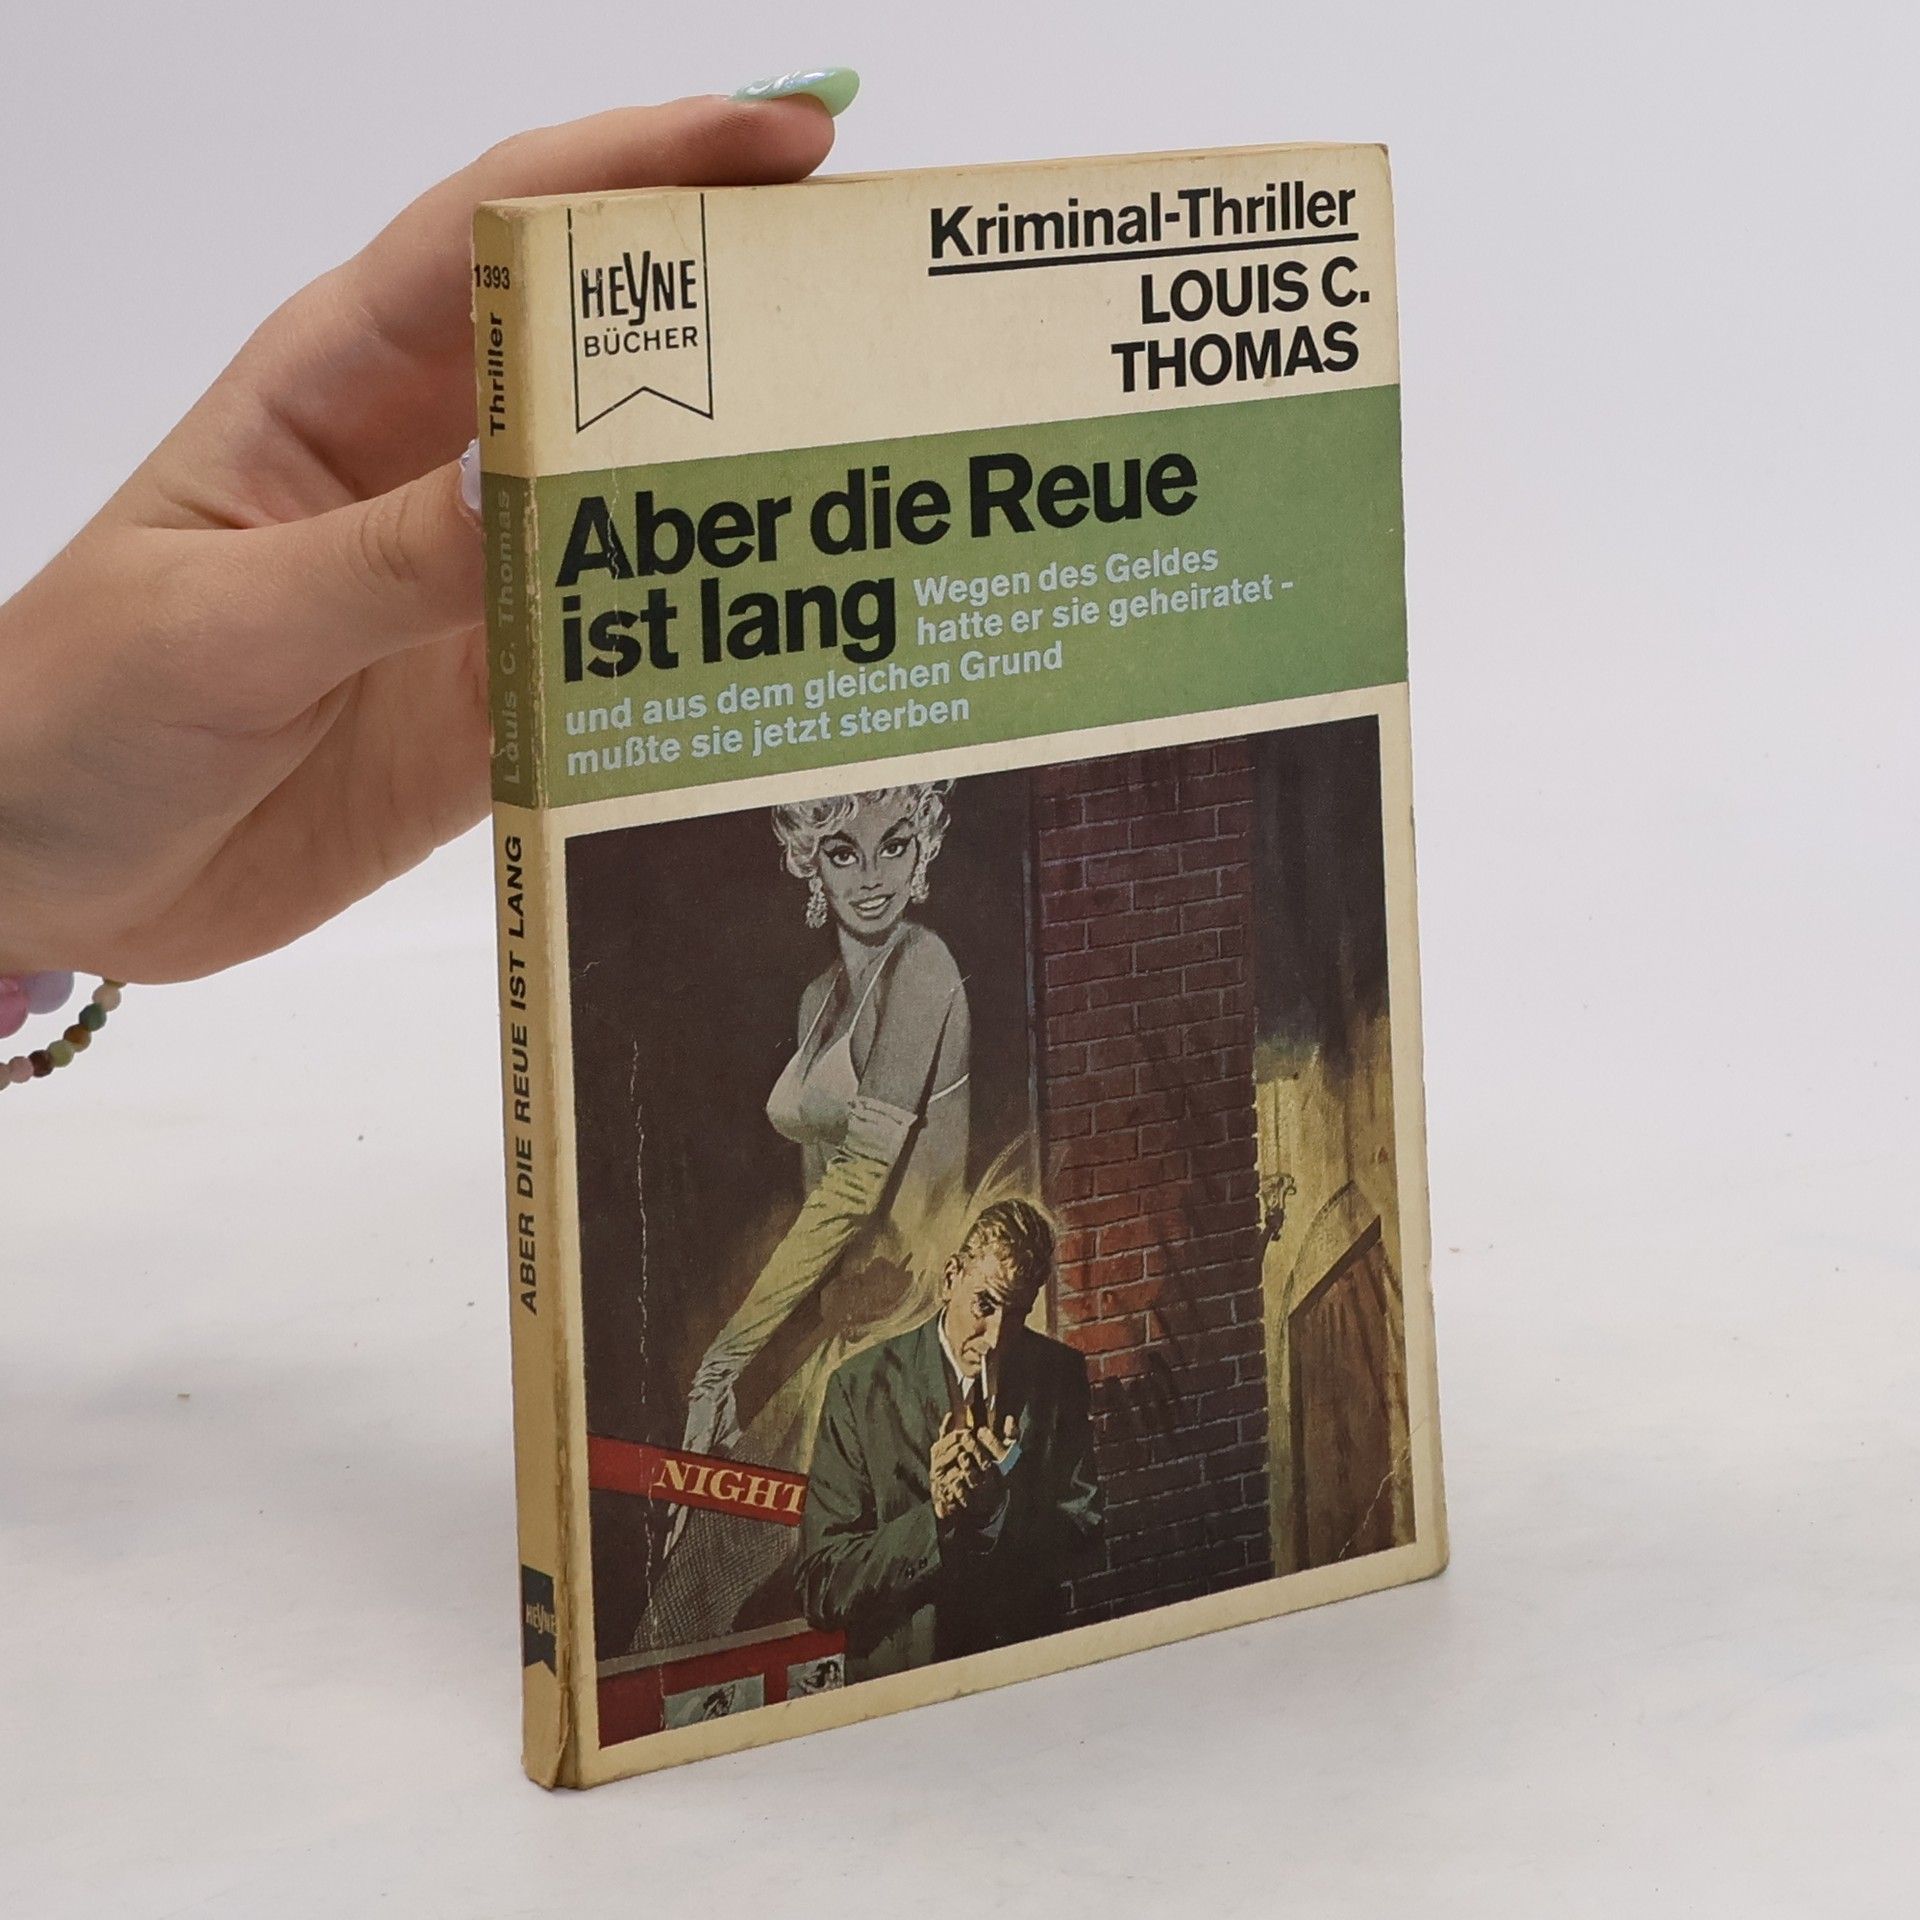 Kriminal-Thriller
LOUIS C.
THOMAS
HEYNE
BÜCHER
Aber die Reue
ist lang
Wegen des Geldes
hatte er sie geheiratet -
und aus dem gleichen Grund
mußte sie jetzt sterben
NIGHT
1393
Thriller
Louis C. Thomas
ABER DIE REUE IST LANG
HEYNE